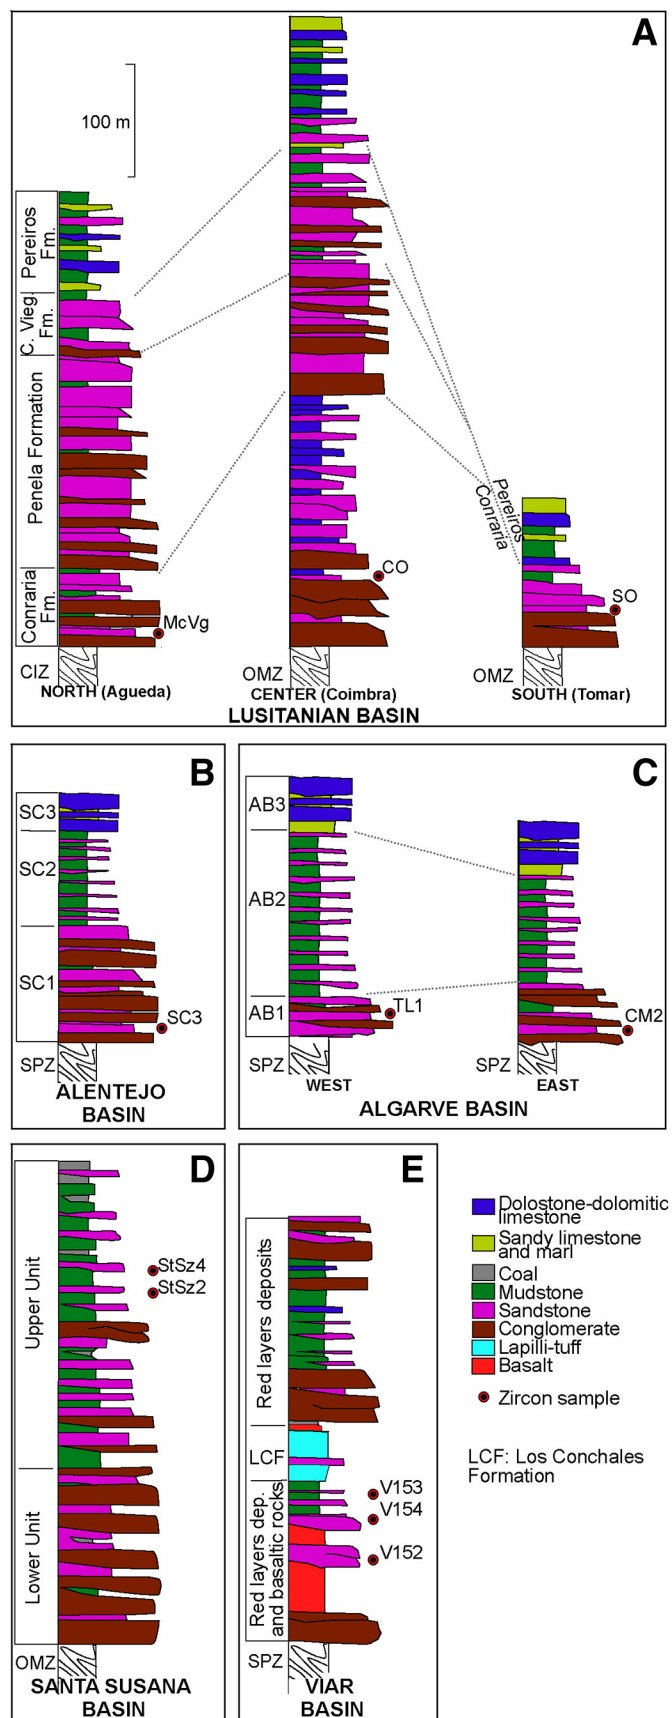 A
100 m
Pereiros
Fm.
C. Vieg.
Fm.
Penela Formation
Conraria
Fm.
McVg
CO
Pereiros
Conraria
SO
CIZ
OMZ
OMZ
NORTH (Agueda)
CENTER (Coimbra)
SOUTH (Tomar)
LUSITANIAN BASIN
B
SC3
SC2
SC1
SC3
SPZ
ALENTEJO
BASIN
C
AB3
AB2
AB1
TL1
CM2
SPZ
SPZ
WEST
EAST
ALGARVE BASIN
D
Upper Unit
StSz4
StSz2
Lower Unit
OMZ
SANTA SUSANA
BASIN
E
Red layers deposits
LCF
Red layers dep.
and basaltic rocks
V153
V154
V152
SPZ
VIAR
BASIN
Dolostone-dolomitic
limestone
Sandy limestone
and marl
Coal
Mudstone
Sandstone
Conglomerate
Lapilli-tuff
Basalt
Zircon sample
LCF: Los Conchales
Formation